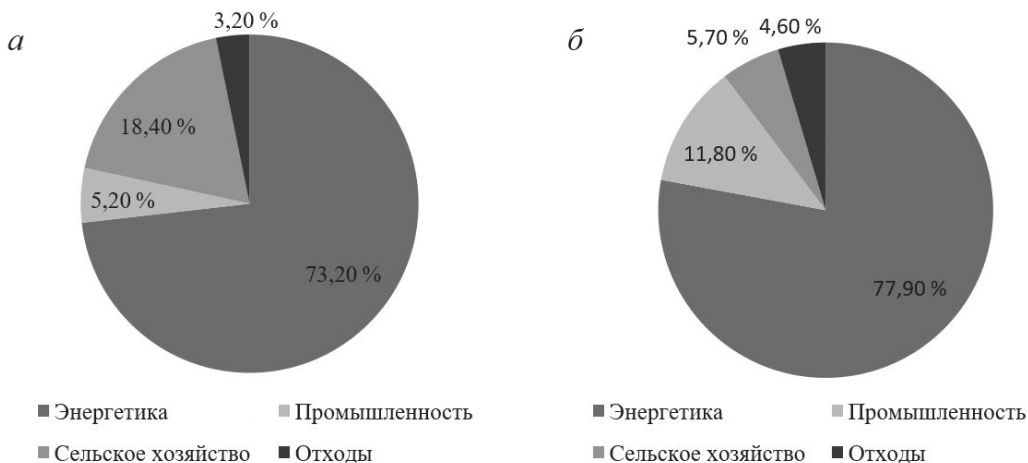 а
3,20 %
18,40 %
5,20 %
73,20 %
Энергетика
Промышленность
Сельское хозяйство
Отходы
б
5,70 %
4,60 %
11,80 %
77,90 %
Энергетика
Промышленность
Сельское хозяйство
Отходы